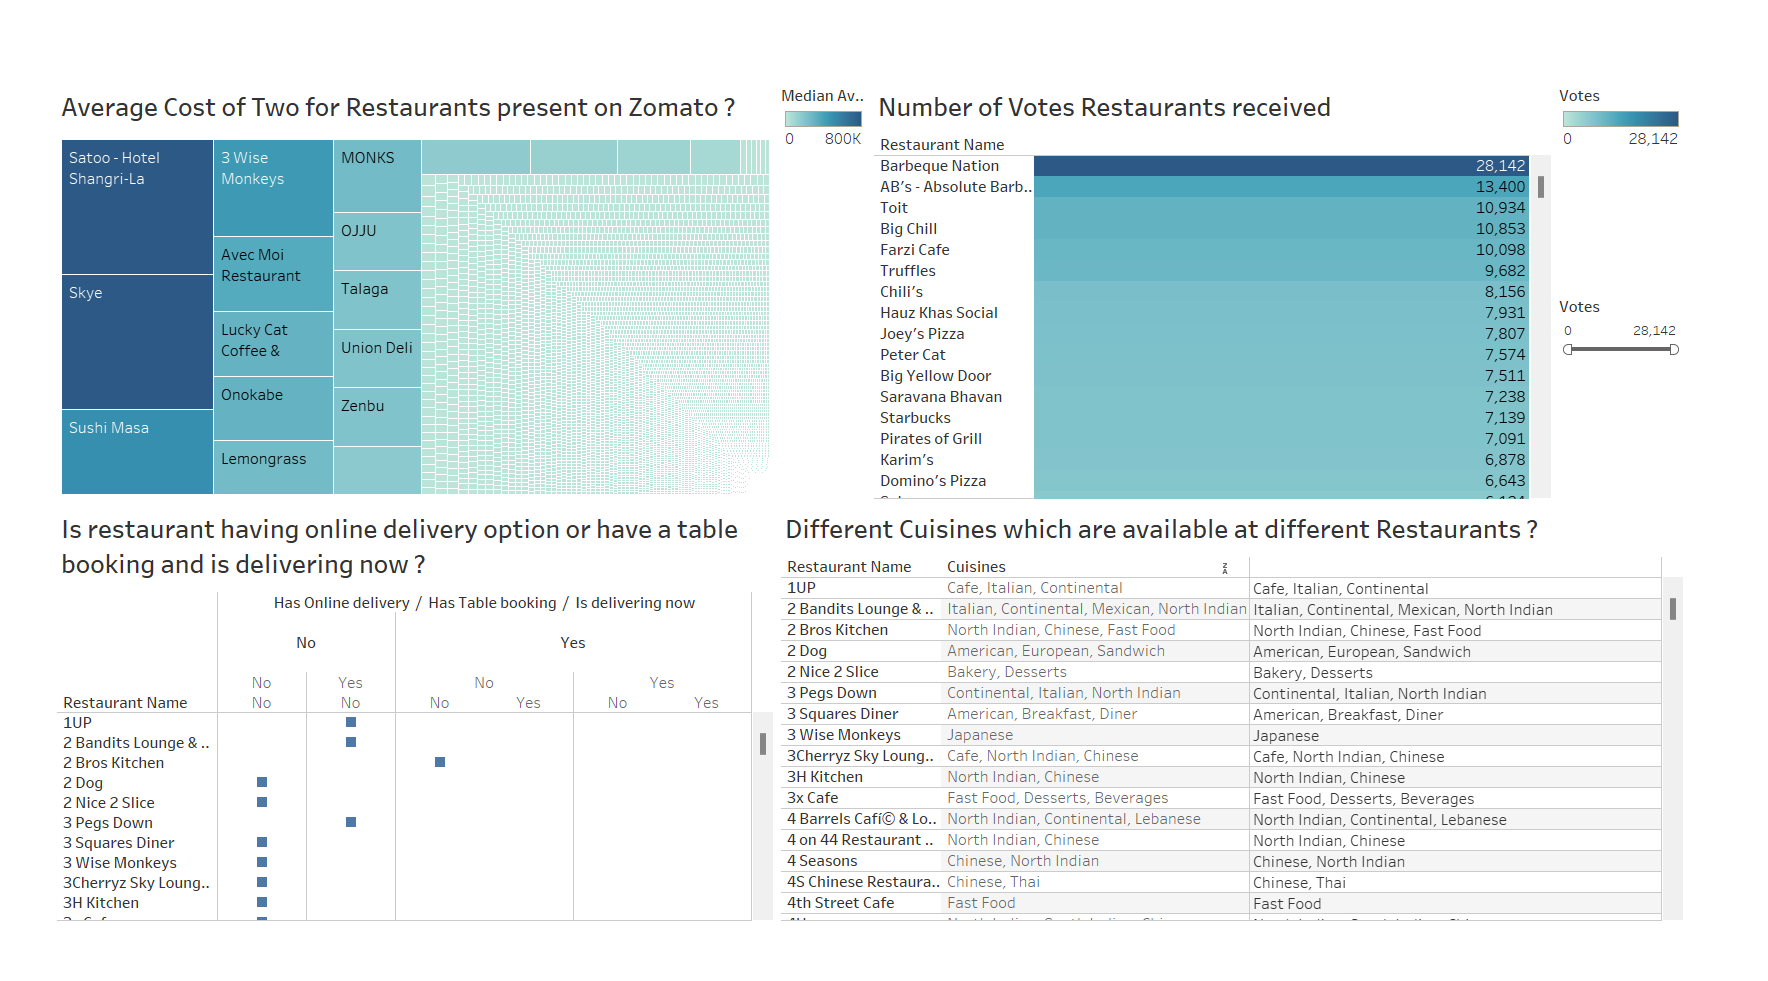 Average Cost of Two for Restaurants present on Zomato ?
Satoo - Hotel
Shangri-La
Skye
Sushi Masa
3 Wise
Monkeys
Avec Moi
Restaurant
Lucky Cat
Coffee &
Onokabe
Lemongrass
MONKS
OJJU
Talaga
Union Deli
Zenbu
Median Av..
0 800K
Number of Votes Restaurants received
Restaurant Name
Barbeque Nation 28,142
AB's - Absolute Barb.. 13,400
Toit 10,934
Big Chill 10,853
Farzi Cafe 10,098
Truffles 9,682
Chili's 8,156
Hauz Khas Social 7,931
Joey's Pizza 7,807
Peter Cat 7,574
Big Yellow Door 7,511
Saravana Bhavan 7,238
Starbucks 7,139
Pirates of Grill 7,091
Karim's 6,878
Domino's Pizza 6,643
Votes
0 28,142
Votes
0 28,142
Is restaurant having online delivery option or have a table
booking and is delivering now ?
Has Online delivery / Has Table booking / Is delivering now
No Yes
No Yes No Yes
Restaurant Name No No No Yes No Yes
1UP
2 Bandits Lounge & ..
2 Bros Kitchen
2 Dog
2 Nice 2 Slice
3 Pegs Down
3 Squares Diner
3 Wise Monkeys
3Cherryz Sky Loung..
3H Kitchen
Different Cuisines which are available at different Restaurants ?
Restaurant Name Cuisines
1UP Cafe, Italian, Continental Cafe, Italian, Continental
2 Bandits Lounge & .. Italian, Continental, Mexican, North Indian Italian, Continental, Mexican, North Indian
2 Bros Kitchen North Indian, Chinese, Fast Food North Indian, Chinese, Fast Food
2 Dog American, European, Sandwich American, European, Sandwich
2 Nice 2 Slice Bakery, Desserts Bakery, Desserts
3 Pegs Down Continental, Italian, North Indian Continental, Italian, North Indian
3 Squares Diner American, Breakfast, Diner American, Breakfast, Diner
3 Wise Monkeys Japanese Japanese
3Cherryz Sky Loung.. Cafe, North Indian, Chinese Cafe, North Indian, Chinese
3H Kitchen North Indian, Chinese North Indian, Chinese
3x Cafe Fast Food, Desserts, Beverages Fast Food, Desserts, Beverages
4 Barrels Cafí© & Lo.. North Indian, Continental, Lebanese North Indian, Continental, Lebanese
4 on 44 Restaurant .. North Indian, Chinese North Indian, Chinese
4 Seasons Chinese, North Indian Chinese, North Indian
4S Chinese Restaura.. Chinese, Thai Chinese, Thai
4th Street Cafe Fast Food Fast Food